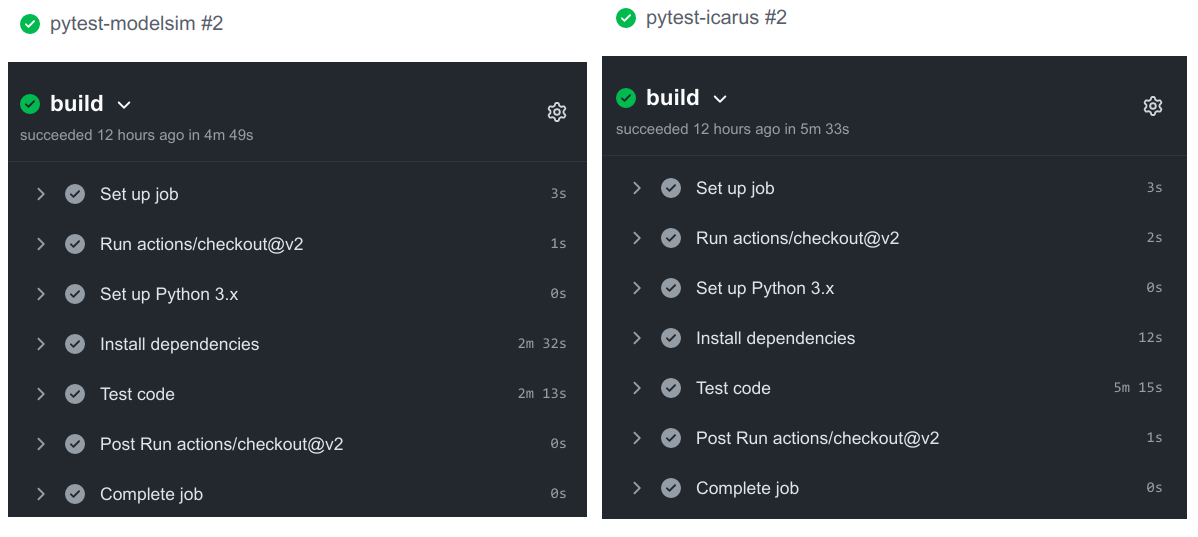 pytest-modelsim #2
build
succeeded 12 hours ago in 4m 49s
Set up job 3s
Run actions/checkout@v2 1s
Set up Python 3.x 0s
Install dependencies 2m 32s
Test code 2m 13s
Post Run actions/checkout@v2 0s
Complete job 0s
pytest-icarus #2
build
succeeded 12 hours ago in 5m 33s
Set up job 3s
Run actions/checkout@v2 2s
Set up Python 3.x 0s
Install dependencies 12s
Test code 5m 15s
Post Run actions/checkout@v2 1s
Complete job 0s